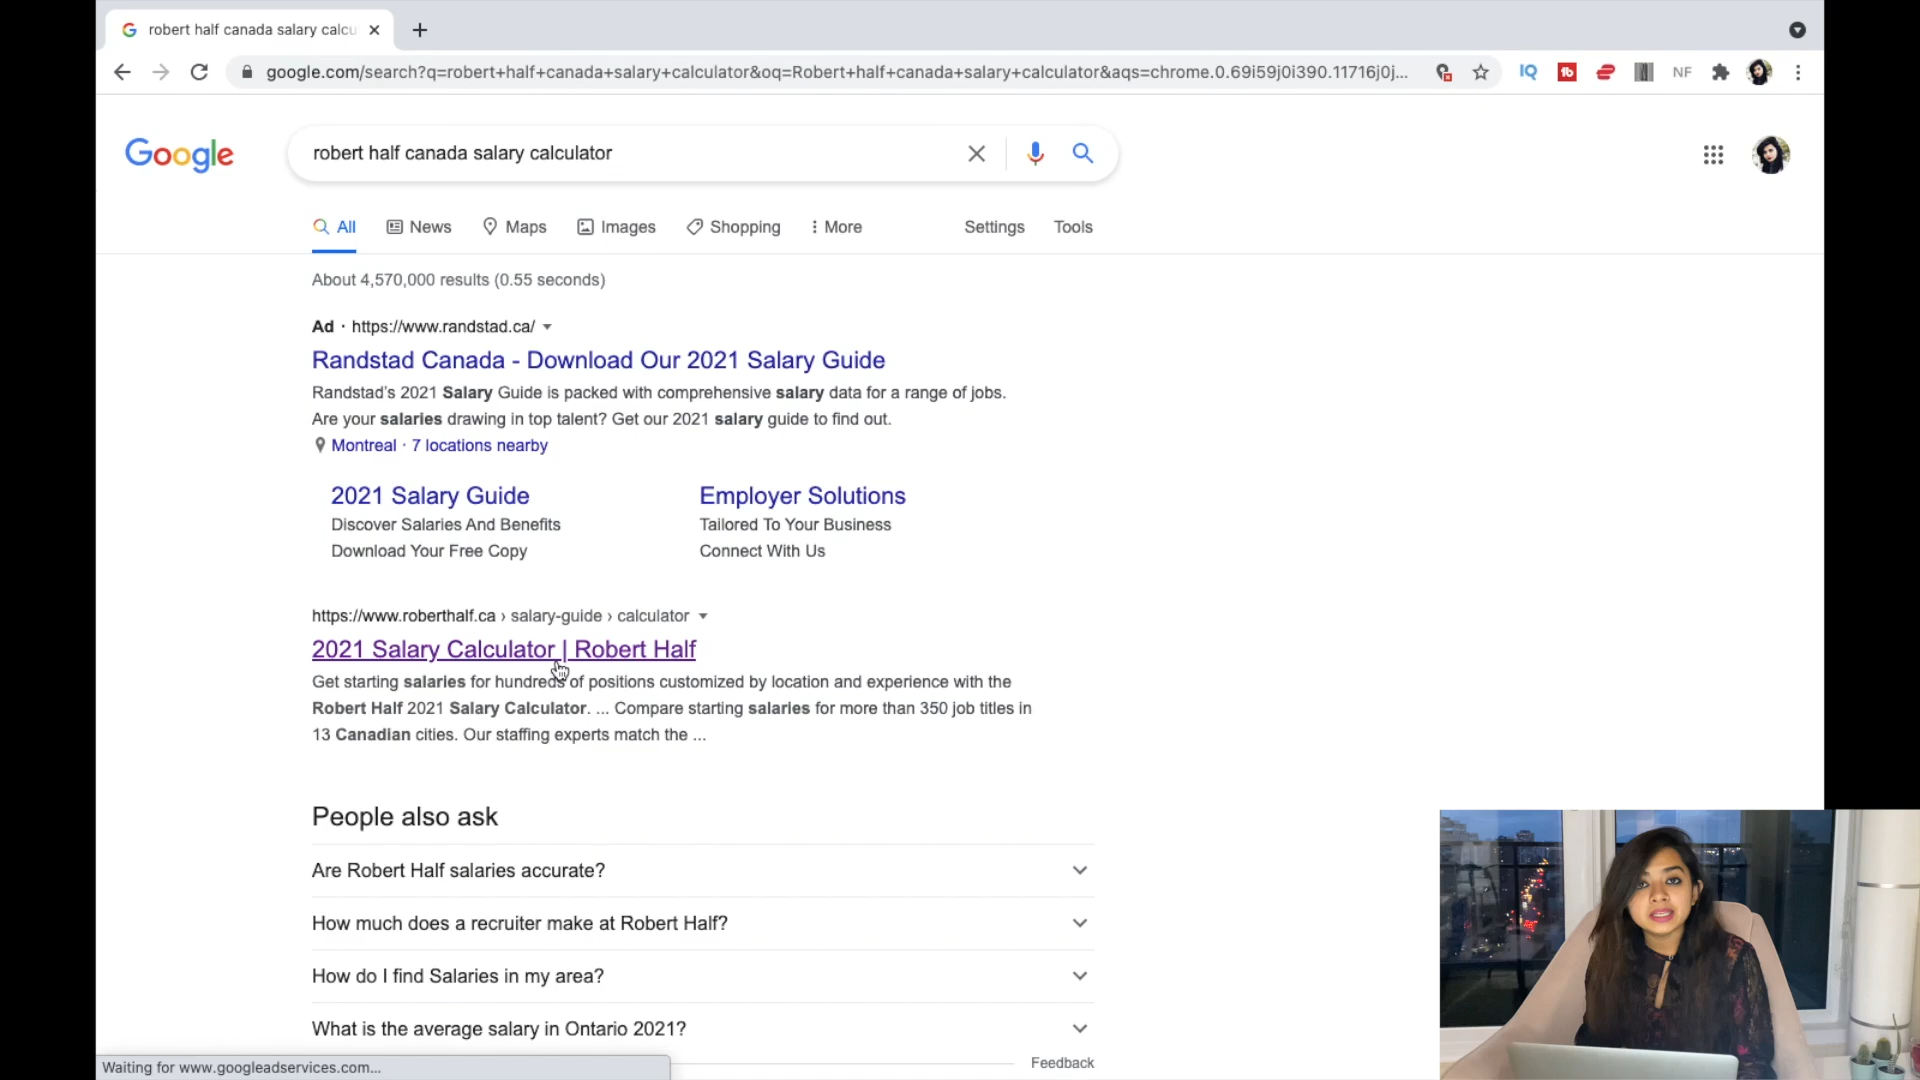 robert half canada salary calcu
google.com/search?q=robert+half+canada+salary+calculator&oq=Robert+half+canada+salary+calculator&aqs=chrome.0.69i59j0i390.11716j0j...
IQ
NF
Google
robert half canada salary calculator
All
News
Maps
Images
Shopping
More
Settings
Tools
About 4,570,000 results (0.55 seconds)
Ad · https://www.randstad.ca/
Randstad Canada - Download Our 2021 Salary Guide
Randstad's 2021 Salary Guide is packed with comprehensive salary data for a range of jobs.
Are your salaries drawing in top talent? Get our 2021 salary guide to find out.
Montreal · 7 locations nearby
2021 Salary Guide
Discover Salaries And Benefits
Download Your Free Copy
Employer Solutions
Tailored To Your Business
Connect With Us
https://www.roberthalf.ca › salary-guide › calculator
2021 Salary Calculator | Robert Half
Get starting salaries for hundreds of positions customized by location and experience with the
Robert Half 2021 Salary Calculator. ... Compare starting salaries for more than 350 job titles in
13 Canadian cities. Our staffing experts match the ...
People also ask
Are Robert Half salaries accurate?
How much does a recruiter make at Robert Half?
How do I find Salaries in my area?
What is the average salary in Ontario 2021?
Feedback
Waiting for www.googleadservices.com...